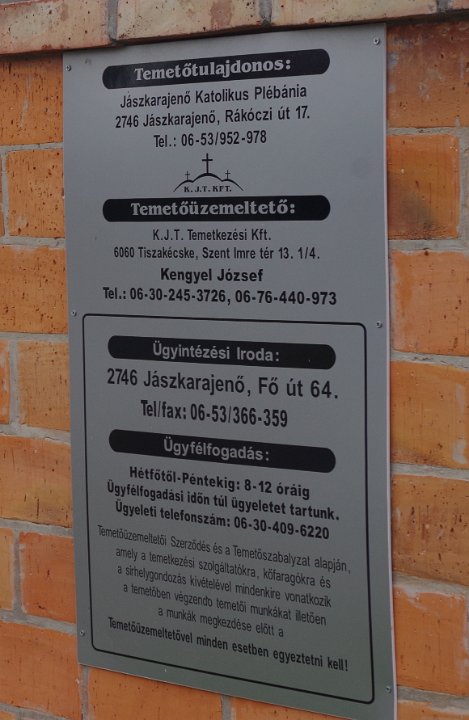 Temetőtulajdonos:
Jászkarajenő Katolikus Plébánia
2746 Jászkarajenő, Rákóczi út 17.
Tel.: 06-53/952-978
K.J.T. KFT.
Temetőüzemeltető:
K.J.T. Temetkezési Kft.
6060 Tiszakécske, Szent Imre tér 13. 1/4.
Kengyel József
Tel.: 06-30-245-3726, 06-76-440-973
Ügyintézési Iroda:
2746 Jászkarajenő, Fő út 64.
Tel/fax: 06-53/366-359
Ügyfélfogadás:
Hétfőtől-Péntekig: 8-12 óráig
Ügyfélfogadási időn túl ügyeletet tartunk.
Ügyeleti telefonszám: 06-30-409-6220
Temetőüzemeltetői Szerződés és a Temetőszabályzat alapján,
amely a temetkezési szolgáltatókra, kőfaragókra és
a sírhelygondozás kivételével mindenkire vonatkozik
a temetőben végzendo temetői munkákat illetően
a munkák megkezdése előtt a
Temetőüzemeltetővel minden esetben egyeztetni kell!